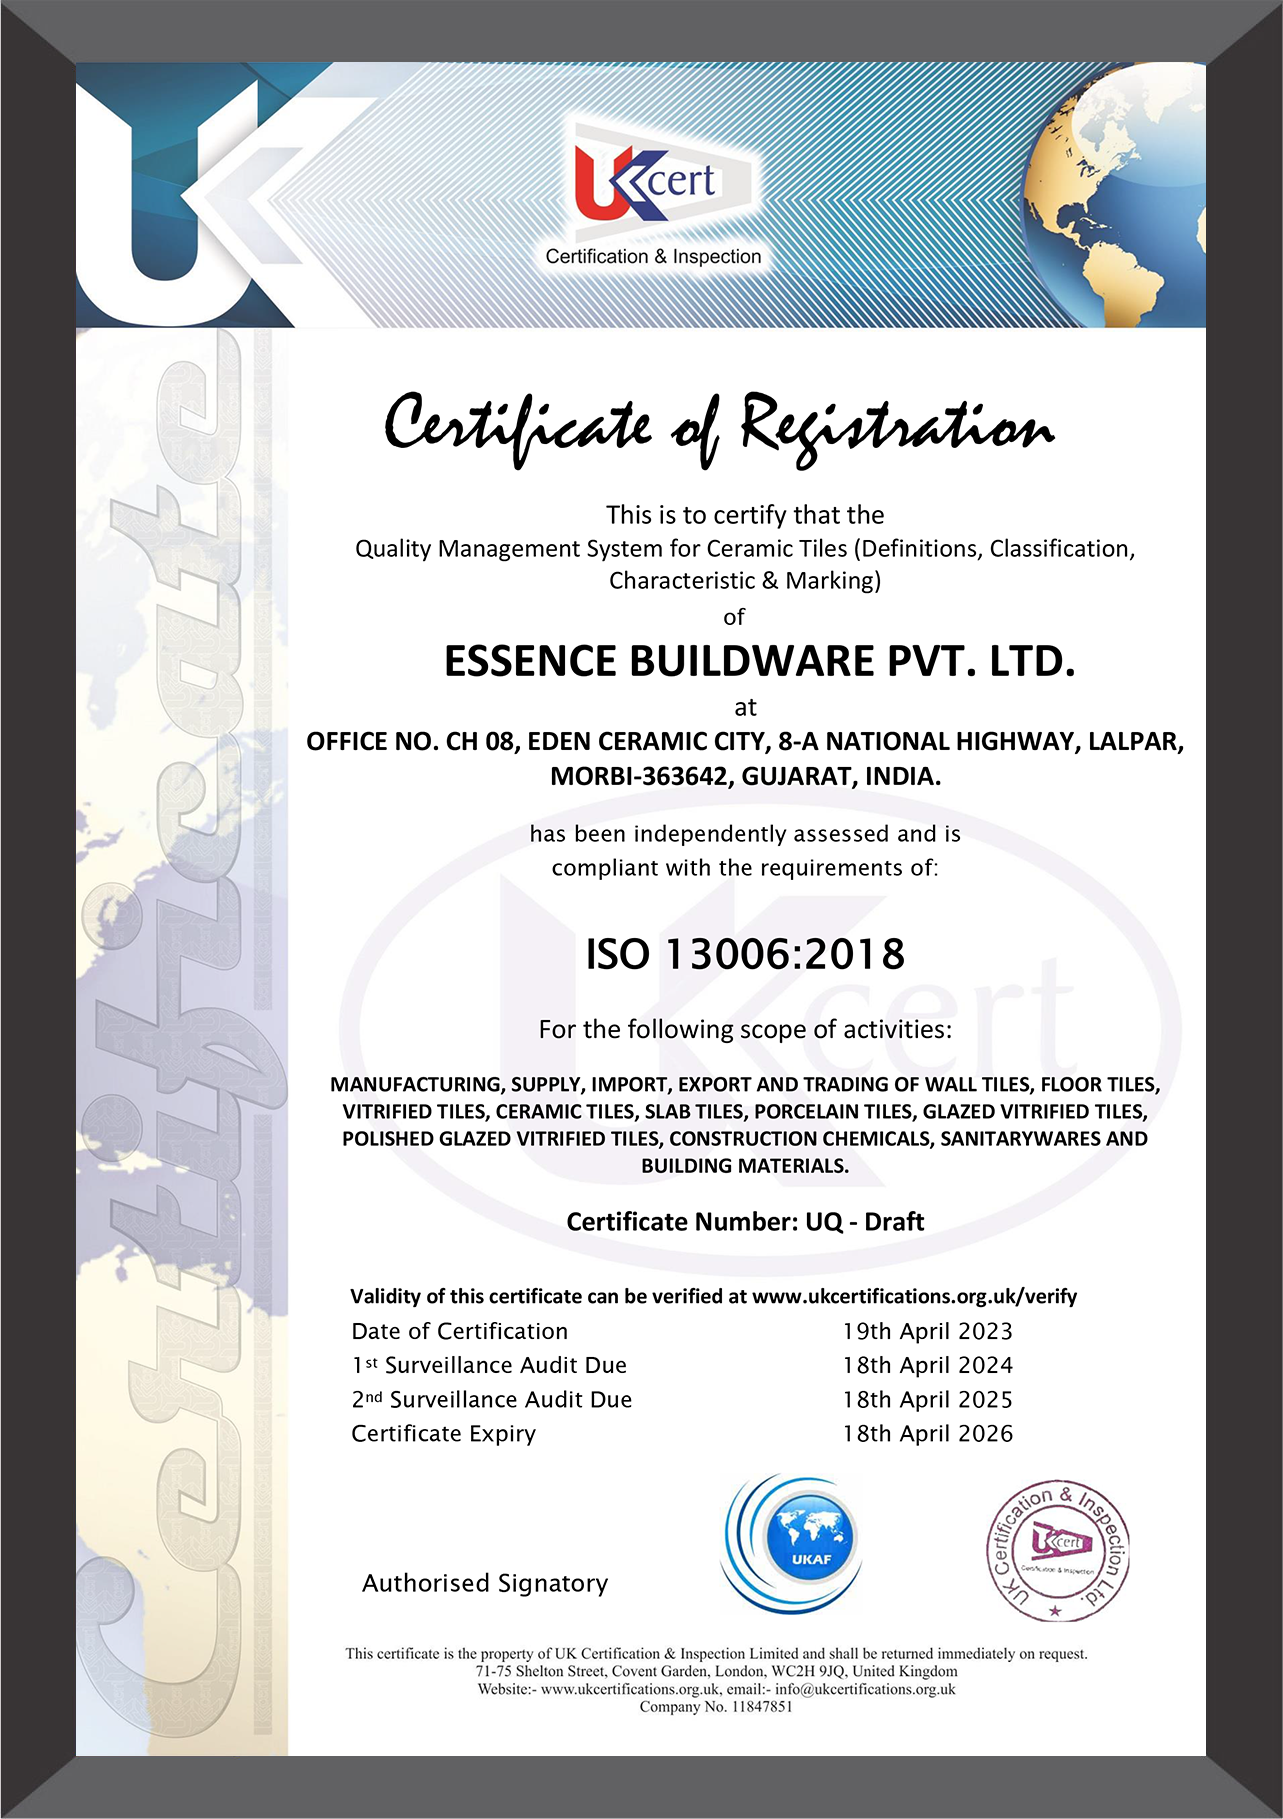 UK
UKcert
Certification & Inspection
Certificate
Certificate of Registration
This is to certify that the
Quality Management System for Ceramic Tiles (Definitions, Classification,
Characteristic & Marking)
of
ESSENCE BUILDWARE PVT. LTD.
at
OFFICE NO. CH 08, EDEN CERAMIC CITY, 8-A NATIONAL HIGHWAY, LALPAR,
MORBI-363642, GUJARAT, INDIA.
has been independently assessed and is
compliant with the requirements of:
UKcert
ISO 13006:2018
For the following scope of activities:
MANUFACTURING, SUPPLY, IMPORT, EXPORT AND TRADING OF WALL TILES, FLOOR TILES,
VITRIFIED TILES, CERAMIC TILES, SLAB TILES, PORCELAIN TILES, GLAZED VITRIFIED TILES,
POLISHED GLAZED VITRIFIED TILES, CONSTRUCTION CHEMICALS, SANITARYWARES AND
BUILDING MATERIALS.
Certificate Number: UQ - Draft
Validity of this certificate can be verified at www.ukcertifications.org.uk/verify
Date of Certification 19th April 2023
1st Surveillance Audit Due 18th April 2024
2nd Surveillance Audit Due 18th April 2025
Certificate Expiry 18th April 2026
Authorised Signatory
UKAF
UK Certification & Inspection Ltd.
UKcert
Certification & Inspection
This certificate is the property of UK Certification & Inspection Limited and shall be returned immediately on request.
71-75 Shelton Street, Covent Garden, London, WC2H 9JQ, United Kingdom
Website:- www.ukcertifications.org.uk, email:- info@ukcertifications.org.uk
Company No. 11847851